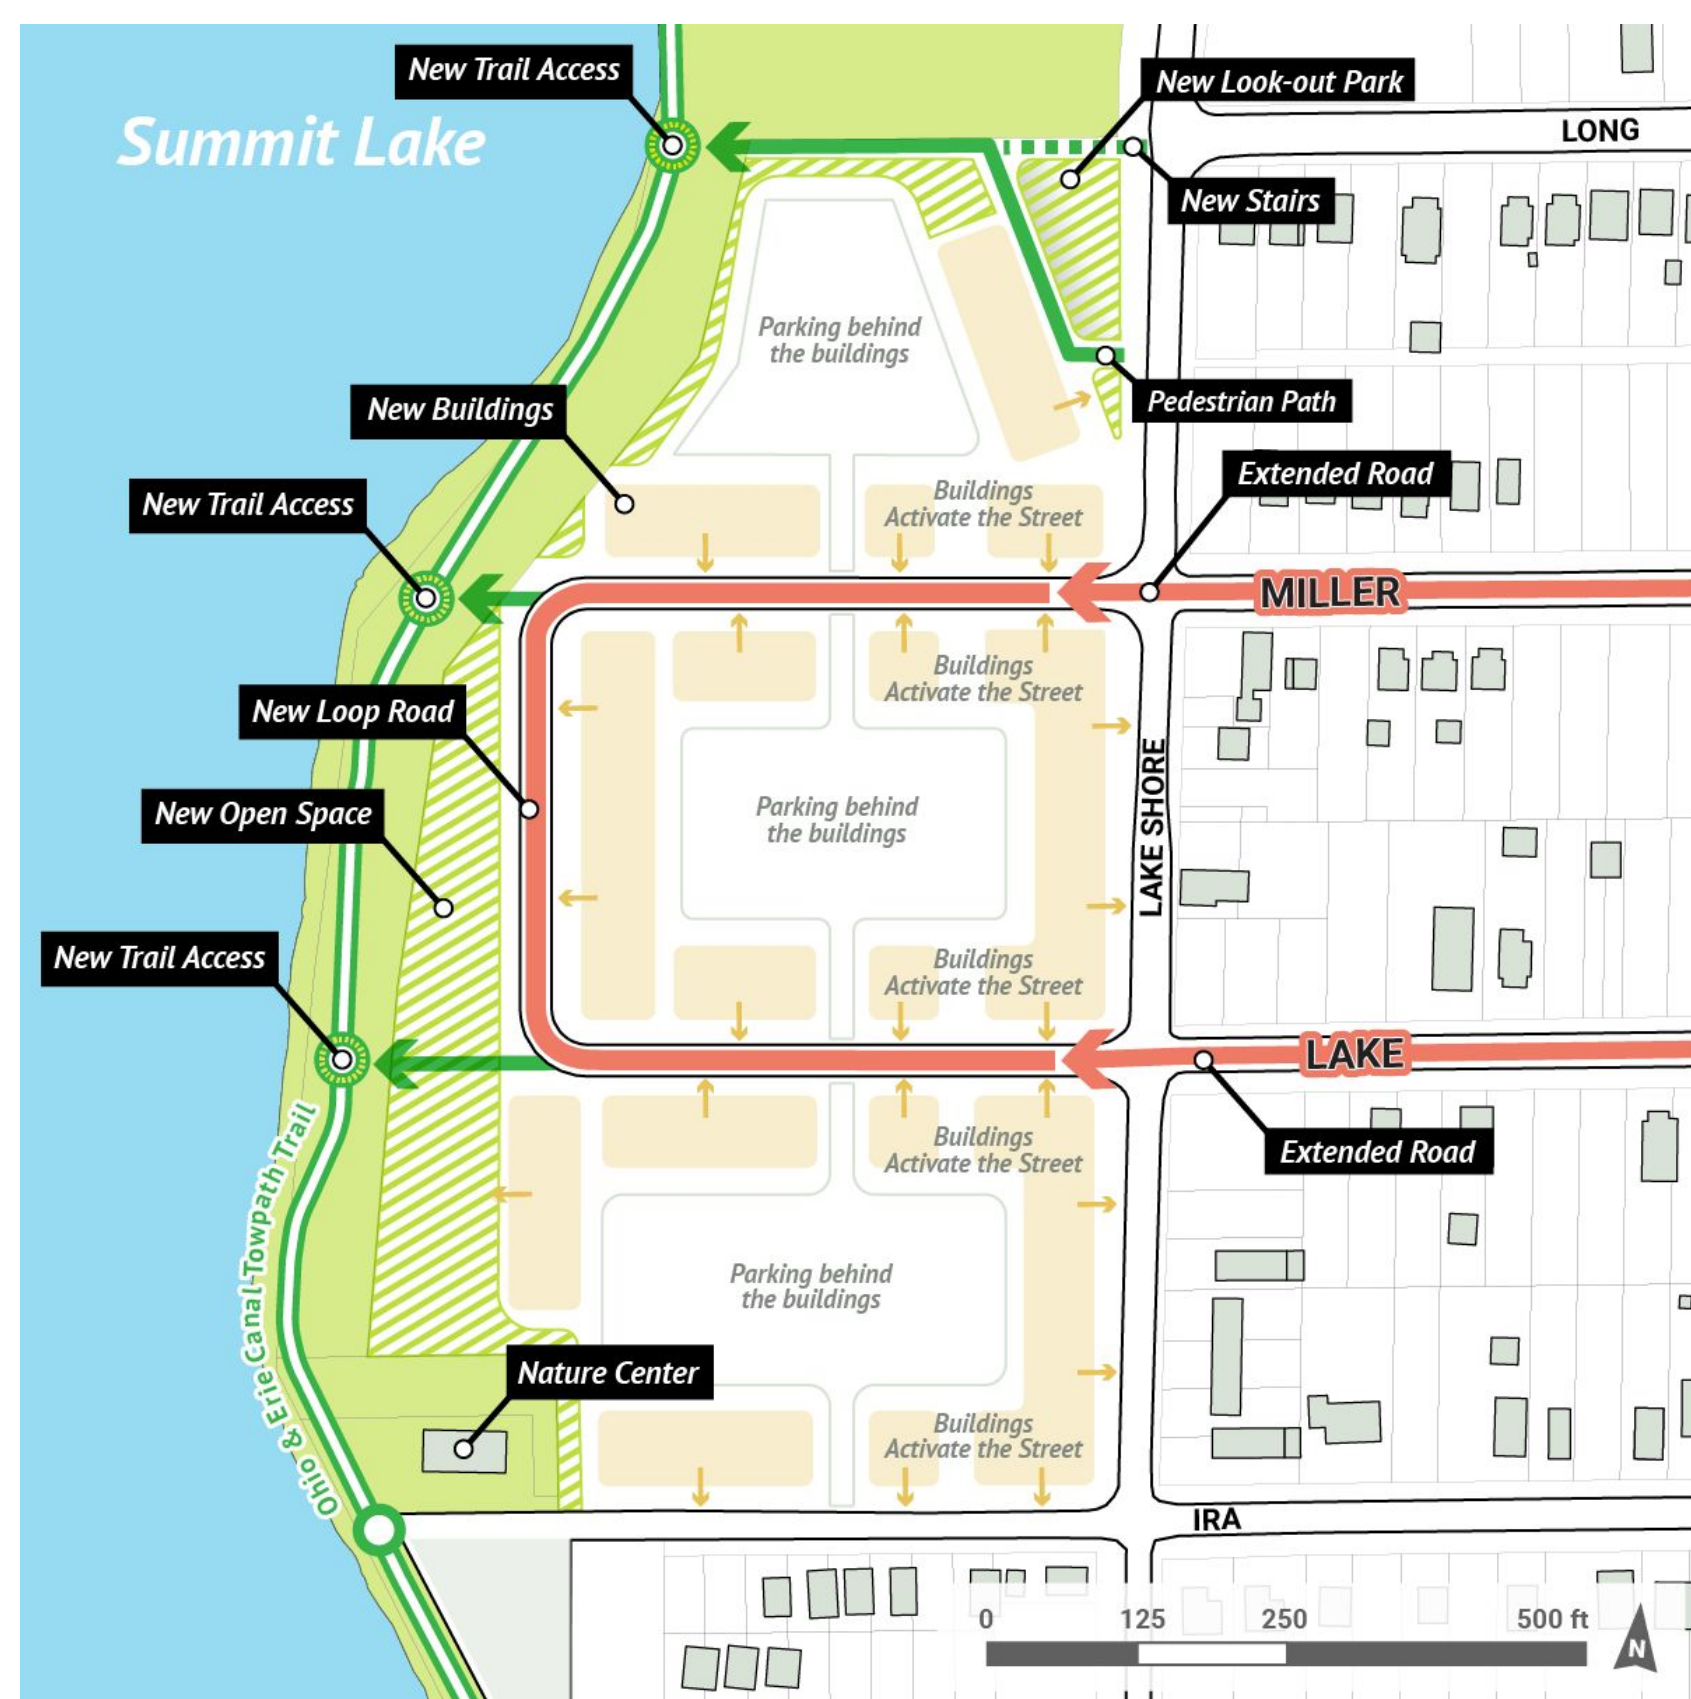 New Trail Access
New Look-out Park
Summit Lake
LONG
New Stairs
Parking behind
the buildings
New Buildings
Pedestrian Path
Extended Road
New Trail Access
Buildings
Activate the Street
MILLER
Buildings
Activate the Street
New Loop Road
LAKE SHORE
New Open Space
Parking behind
the buildings
New Trail Access
Buildings
Activate the Street
LAKE
Buildings
Activate the Street
Extended Road
Ohio & Erie Canal Towpath Trail
Parking behind
the buildings
Nature Center
Buildings
Activate the Street
IRA
0 125 250 500 ft
N